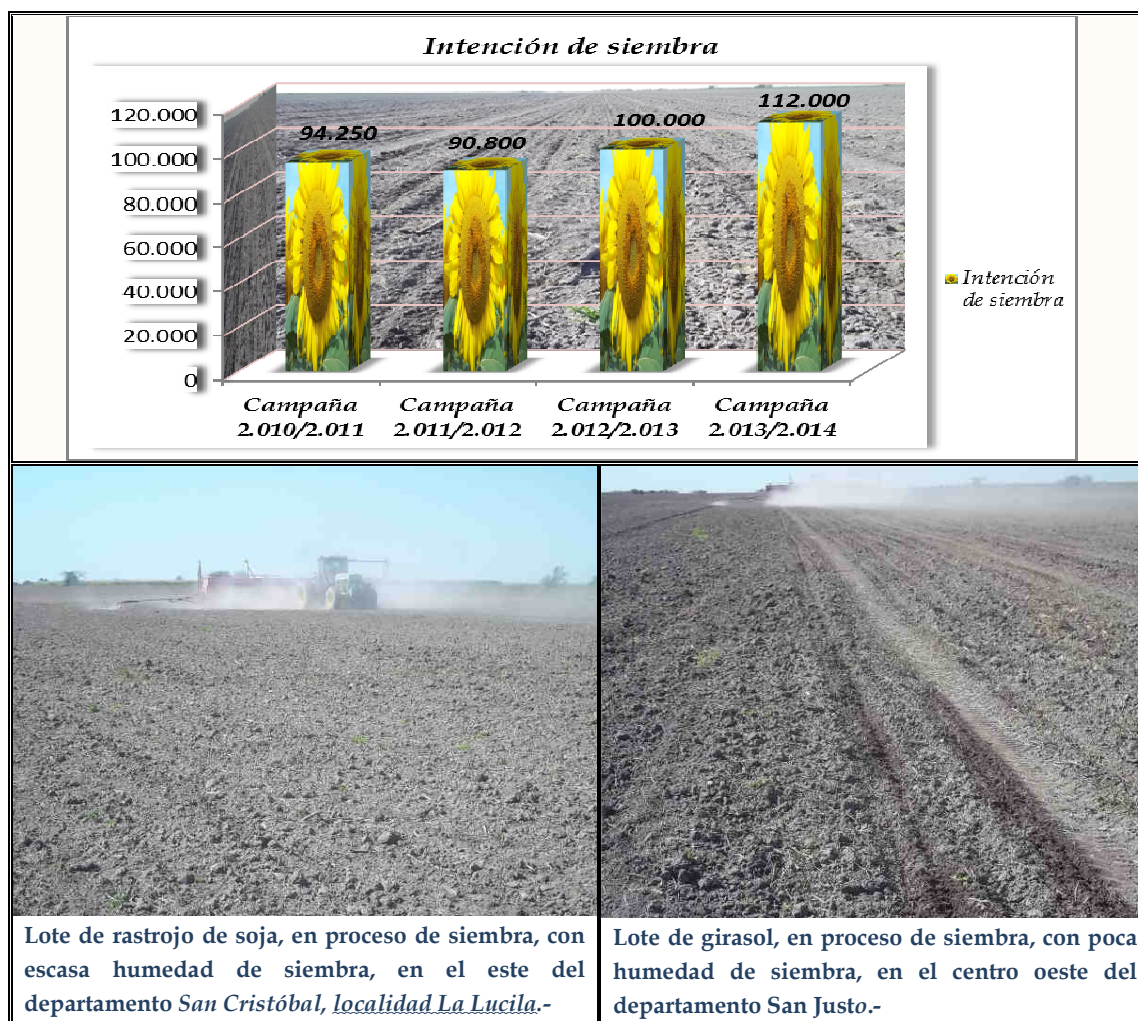 Intención de siembra
120.000
100.000
80.000
60.000
40.000
20.000
0
94.250
90.800
100.000
112.000
Campaña
2.010/2.011
Campaña
2.011/2.012
Campaña
2.012/2.013
Campaña
2.013/2.014
Intención
de siembra
Lote de rastrojo de soja, en proceso de siembra, con
escasa humedad de siembra, en el este del
departamento San Cristóbal, localidad La Lucila.-
Lote de girasol, en proceso de siembra, con poca
humedad de siembra, en el centro oeste del
departamento San Justo.-